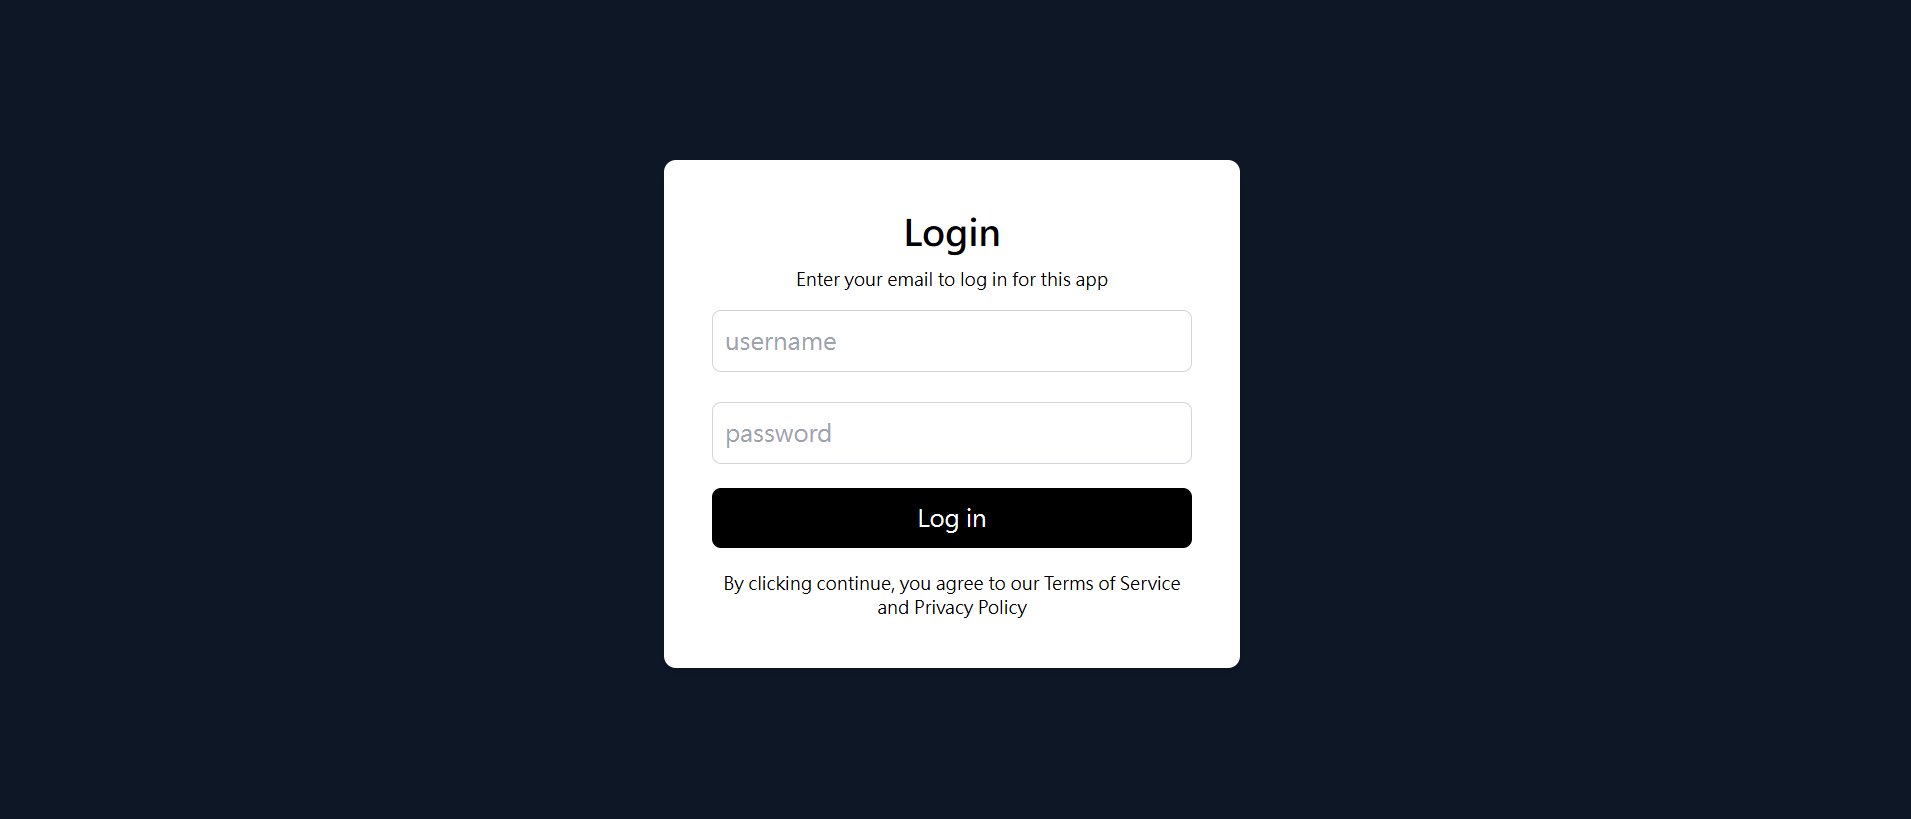 Login
Enter your email to log in for this app
username
password
Log in
By clicking continue, you agree to our Terms of Service
and Privacy Policy